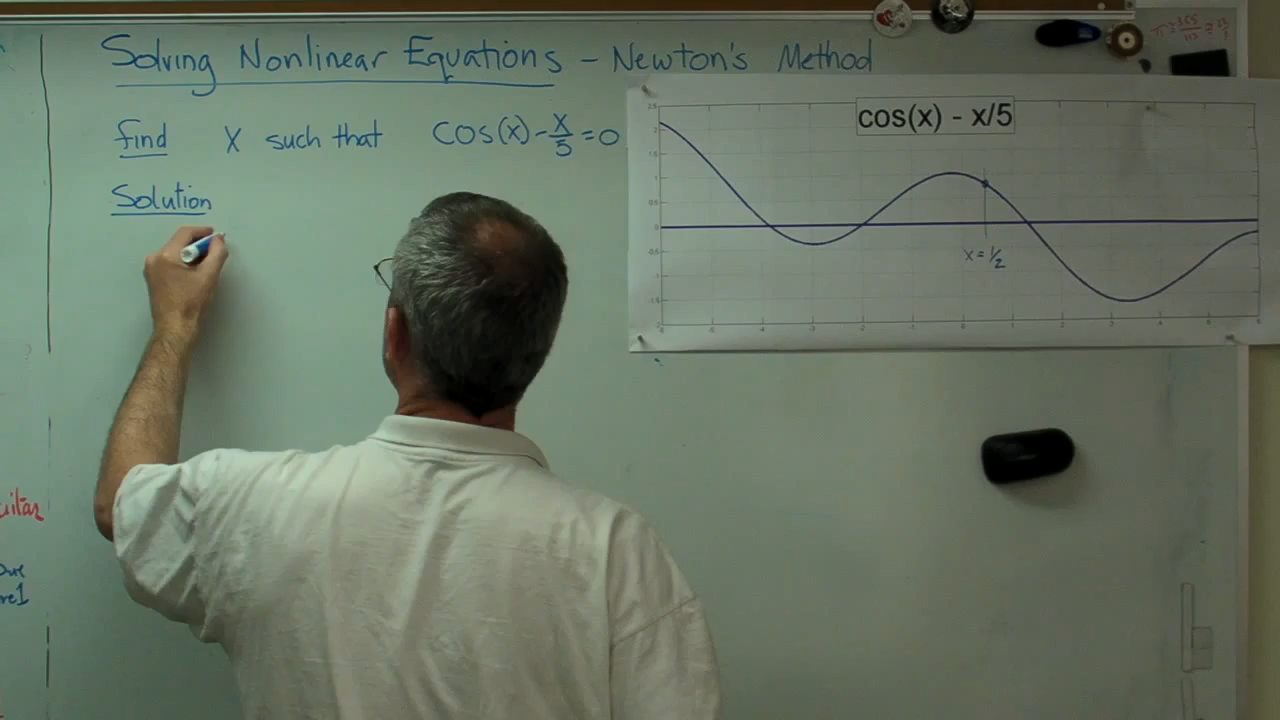 Solving Nonlinear Equations - Newton's Method
find X such that cos(x)-x/5=0
Solution
cos(x) - x/5
x=1/2